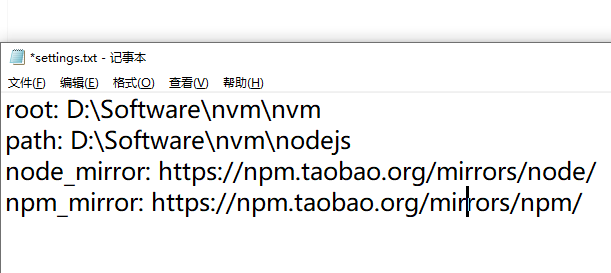 *settings.txt - 记事本
文件(F) 编辑(E) 格式(O) 查看(V) 帮助(H)
root: D:\Software\nvm\nvm
path: D:\Software\nvm\nodejs
node_mirror: https://npm.taobao.org/mirrors/node/
npm_mirror: https://npm.taobao.org/mirrors/npm/